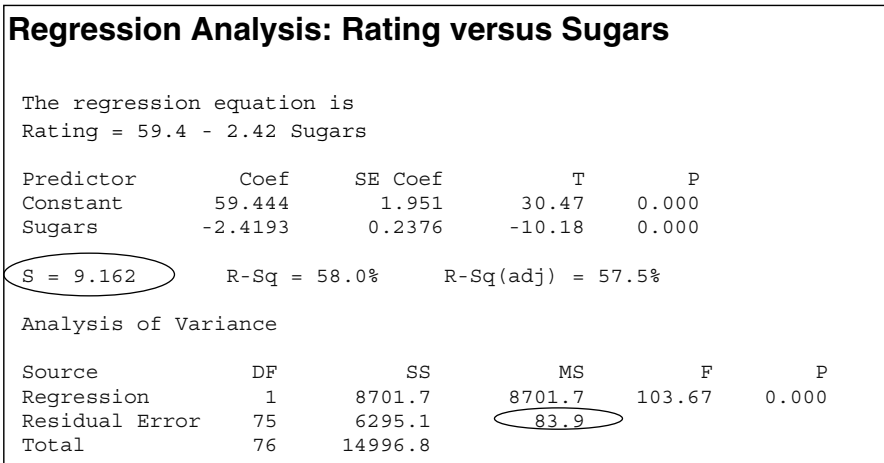 Regression Analysis: Rating versus Sugars
The regression equation is
Rating = 59.4 - 2.42 Sugars
Predictor Coef SE Coef T P
Constant 59.444 1.951 30.47 0.000
Sugars -2.4193 0.2376 -10.18 0.000
S = 9.162 R-Sq = 58.0% R-Sq(adj) = 57.5%
Analysis of Variance
Source DF SS MS F P
Regression 1 8701.7 8701.7 103.67 0.000
Residual Error 75 6295.1 83.9
Total 76 14996.8